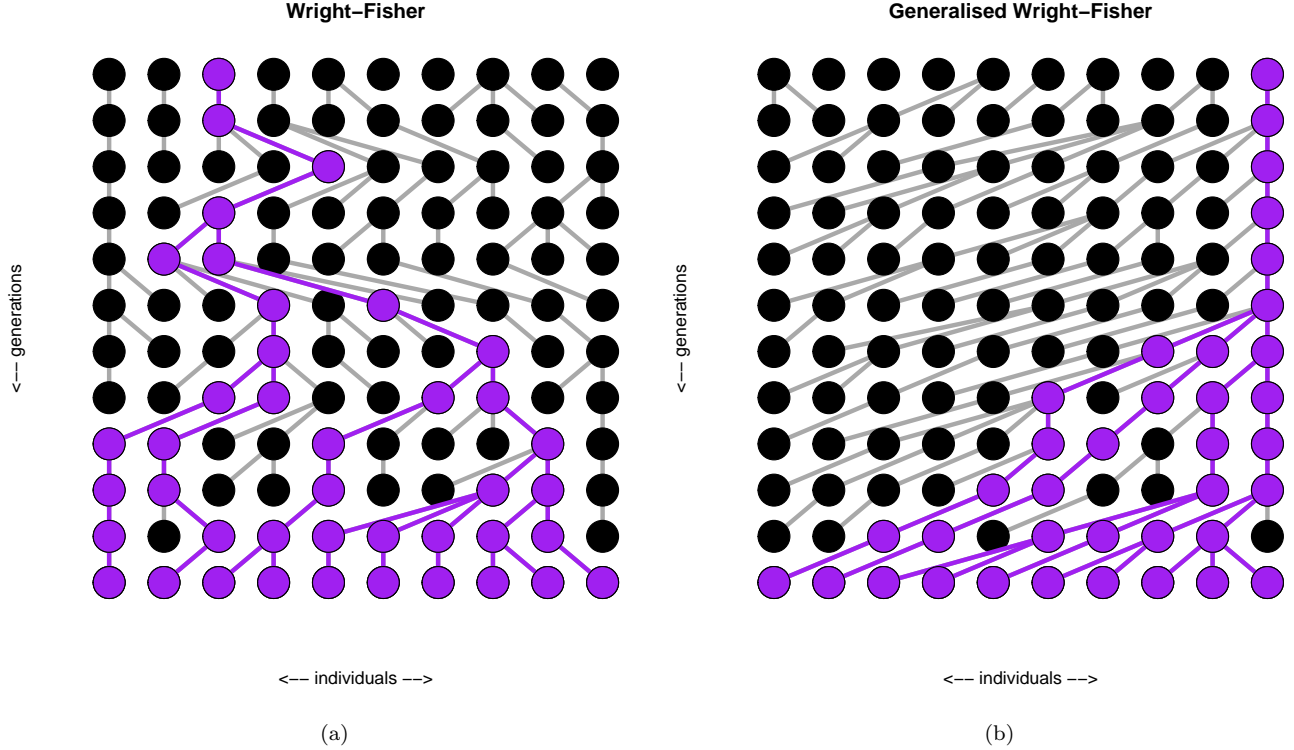 Wright−Fisher
Generalised Wright−Fisher
<−− generations
<−− generations
<−− individuals −−>
<−− individuals −−>
(a)
(b)